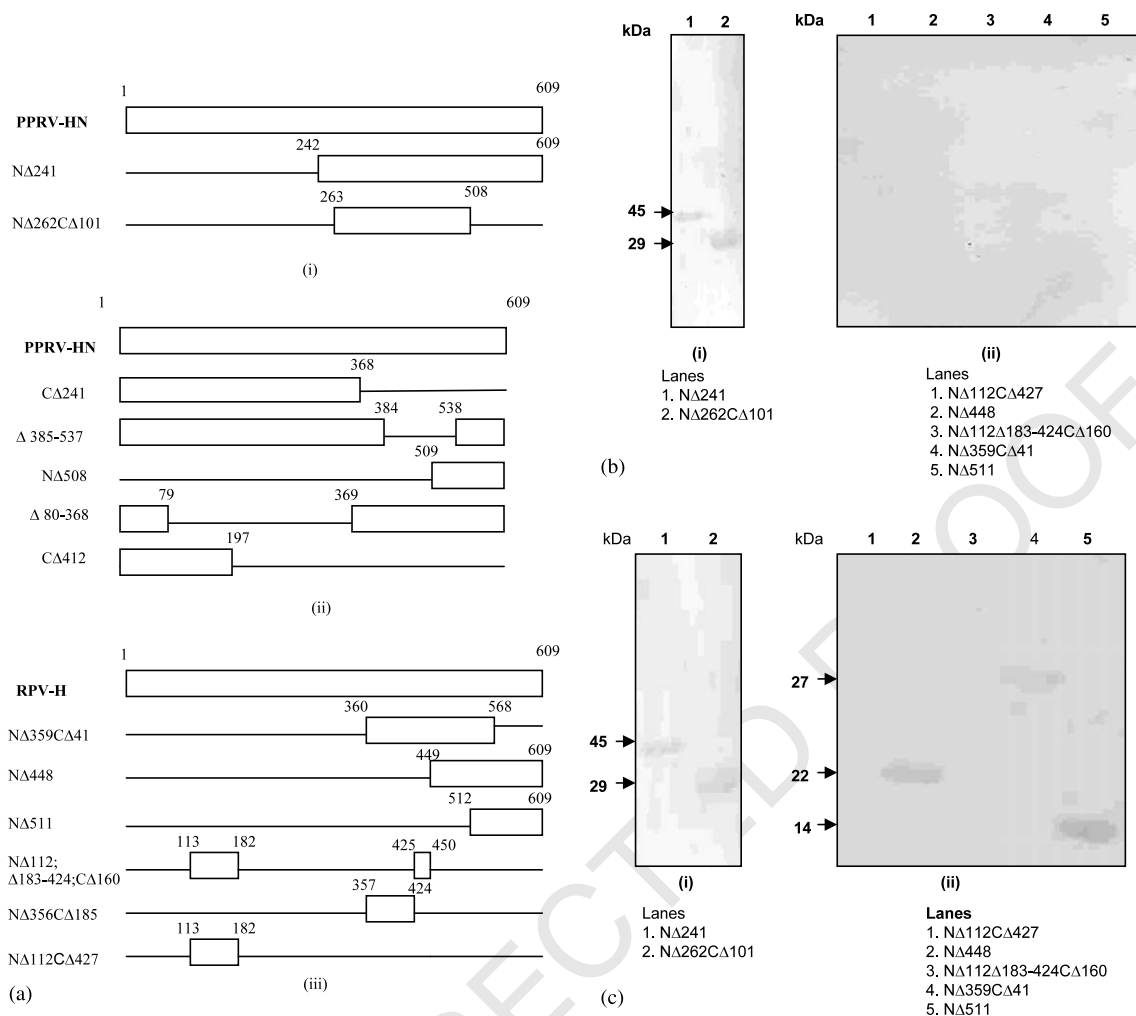 1 609
PPRV-HN
242 609
NΔ241
263 508
NΔ262CΔ101
(i)
1 609
PPRV-HN
368
CΔ241
384 538
Δ 385-537
509
NΔ508
79 369
Δ 80-368
197
CΔ412
(ii)
1 609
RPV-H
360 568
NΔ359CΔ41
449 609
NΔ448
512 609
NΔ511
113 182 425 450
NΔ112;
Δ183-424;CΔ160
357 424
NΔ356CΔ185
113 182
NΔ112CΔ427
(iii)
(a)
kDa 1 2
45
29
(i)
Lanes
1. NΔ241
2. NΔ262CΔ101
kDa 1 2 3 4 5
(ii)
Lanes
1. NΔ112CΔ427
2. NΔ448
3. NΔ112Δ183-424CΔ160
4. NΔ359CΔ41
5. NΔ511
(b)
kDa 1 2
45
29
(i)
Lanes
1. NΔ241
2. NΔ262CΔ101
kDa 1 2 3 4 5
27
22
14
(ii)
Lanes
1. NΔ112CΔ427
2. NΔ448
3. NΔ112Δ183-424CΔ160
4. NΔ359CΔ41
5. NΔ511
(c)
RECTED PROOF